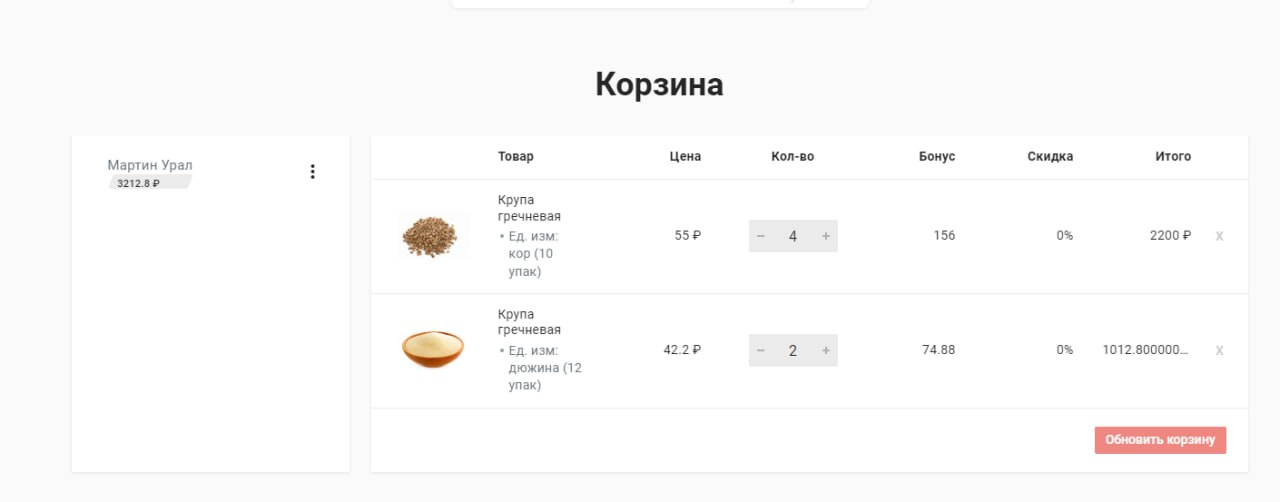 Корзина
Мартин Урал
3212.8 ₽
Товар Цена Кол-во Бонус Скидка Итого
Крупа
гречневая
• Ед. изм:
кор (10
упак)
55 ₽ − 4 + 156 0% 2200 ₽ x
Крупа
гречневая
• Ед. изм:
дюжина (12
упак)
42.2 ₽ − 2 + 74.88 0% 1012.800000... x
Обновить корзину